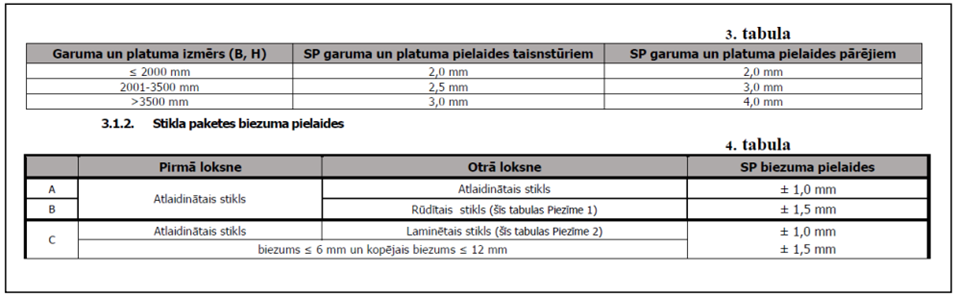 3. tabula
Garuma un platuma izmērs (B, H) SP garuma un platuma pielaides taisnstūriem SP garuma un platuma pielaides pārējiem
≤ 2000 mm 2,0 mm 2,0 mm
2001-3500 mm 2,5 mm 3,0 mm
>3500 mm 3,0 mm 4,0 mm
3.1.2. Stikla paketes biezuma pielaides
4. tabula
Pirmā loksne Otrā loksne SP biezuma pielaides
A Atlaidinātais stikls Atlaidinātais stikls ± 1,0 mm
B Rūdītais stikls (šīs tabulas Piezīme 1) ± 1,5 mm
C Atlaidinātais stikls Laminētais stikls (šīs tabulas Piezīme 2) ± 1,0 mm
biezums ≤ 6 mm un kopējais biezums ≤ 12 mm ± 1,5 mm